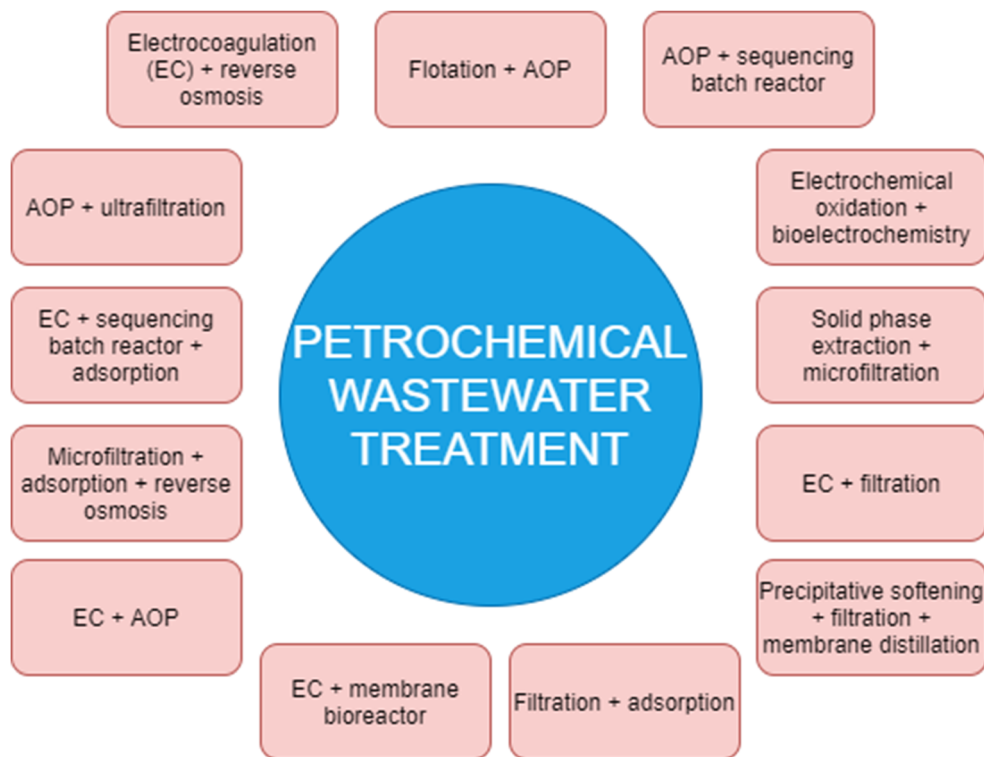 Electrocoagulation
(EC) + reverse
osmosis
Flotation + AOP
AOP + sequencing
batch reactor
AOP + ultrafiltration
Electrochemical
oxidation +
bioelectrochemistry
EC + sequencing
batch reactor +
adsorption
PETROCHEMICAL
WASTEWATER
TREATMENT
Solid phase
extraction +
microfiltration
Microfiltration +
adsorption + reverse
osmosis
EC + filtration
EC + AOP
Precipitative softening
+ filtration +
membrane distillation
EC + membrane
bioreactor
Filtration + adsorption